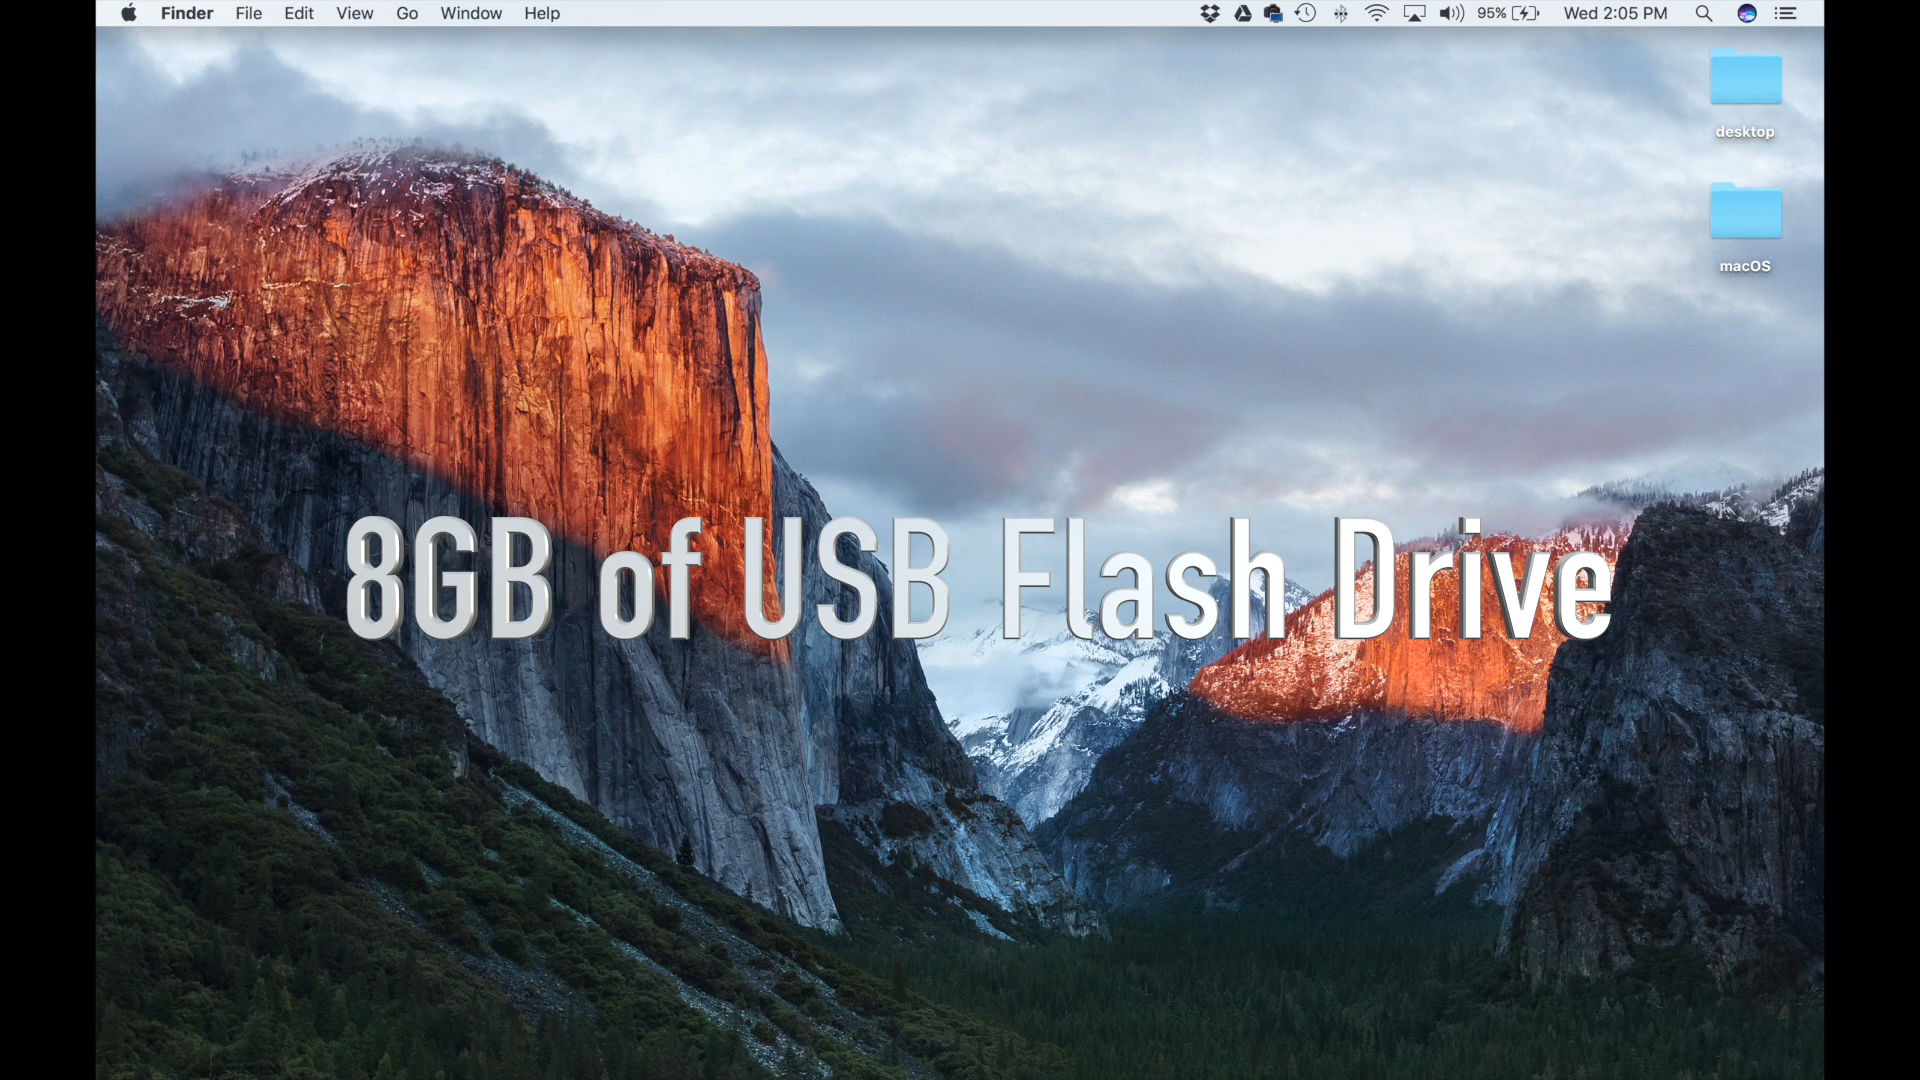 Finder File Edit View Go Window Help 95% Wed 2:05 PM
desktop
macOS
8GB of USB Flash Drive